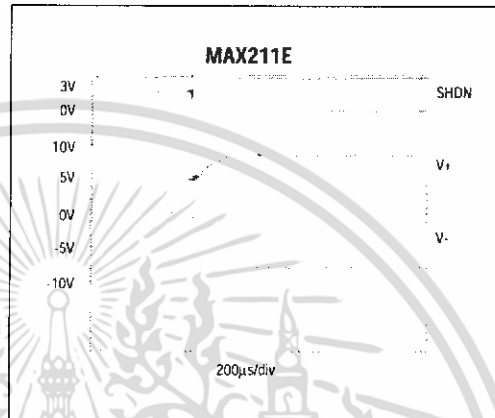 MAX211E
3V
SHDN
0V
10V
V+
5V
0V
V-
-5V
-10V
200µs/div